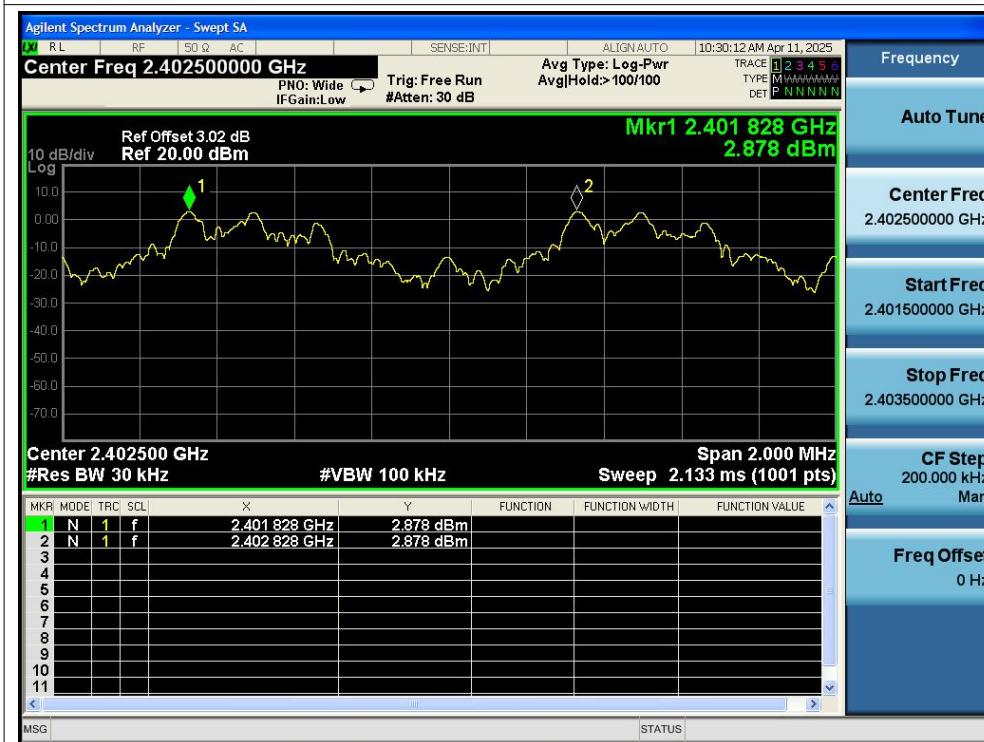 Agilent Spectrum Analyzer - Swept SA
LXI RL RF 50 Ω AC SENSE:INT ALIGNAUTO 10:30:12 AM Apr 11, 2025
Center Freq 2.402500000 GHz
PNO: Wide
IFGain:Low
Trig: Free Run
#Atten: 30 dB
Avg Type: Log-Pwr
Avg|Hold:>100/100
TRACE 1 2 3 4 5 6
TYPE MWWWWW
DET P N N N N N
Mkr1 2.401 828 GHz
2.878 dBm
Ref Offset 3.02 dB
10 dB/div Ref 20.00 dBm
Log
10.0
0.00
-10.0
-20.0
-30.0
-40.0
-50.0
-60.0
-70.0
1
2
Center 2.402500 GHz Span 2.000 MHz
#Res BW 30 kHz #VBW 100 kHz Sweep 2.133 ms (1001 pts)
MKR MODE TRC SCL X Y FUNCTION FUNCTION WIDTH FUNCTION VALUE
1 N 1 f 2.401 828 GHz 2.878 dBm
2 N 1 f 2.402 828 GHz 2.878 dBm
3
4
5
6
7
8
9
10
11
MSG STATUS
Frequency
Auto Tune
Center Freq
2.402500000 GHz
Start Freq
2.401500000 GHz
Stop Freq
2.403500000 GHz
CF Step
200.000 kHz
Auto Man
Freq Offset
0 Hz